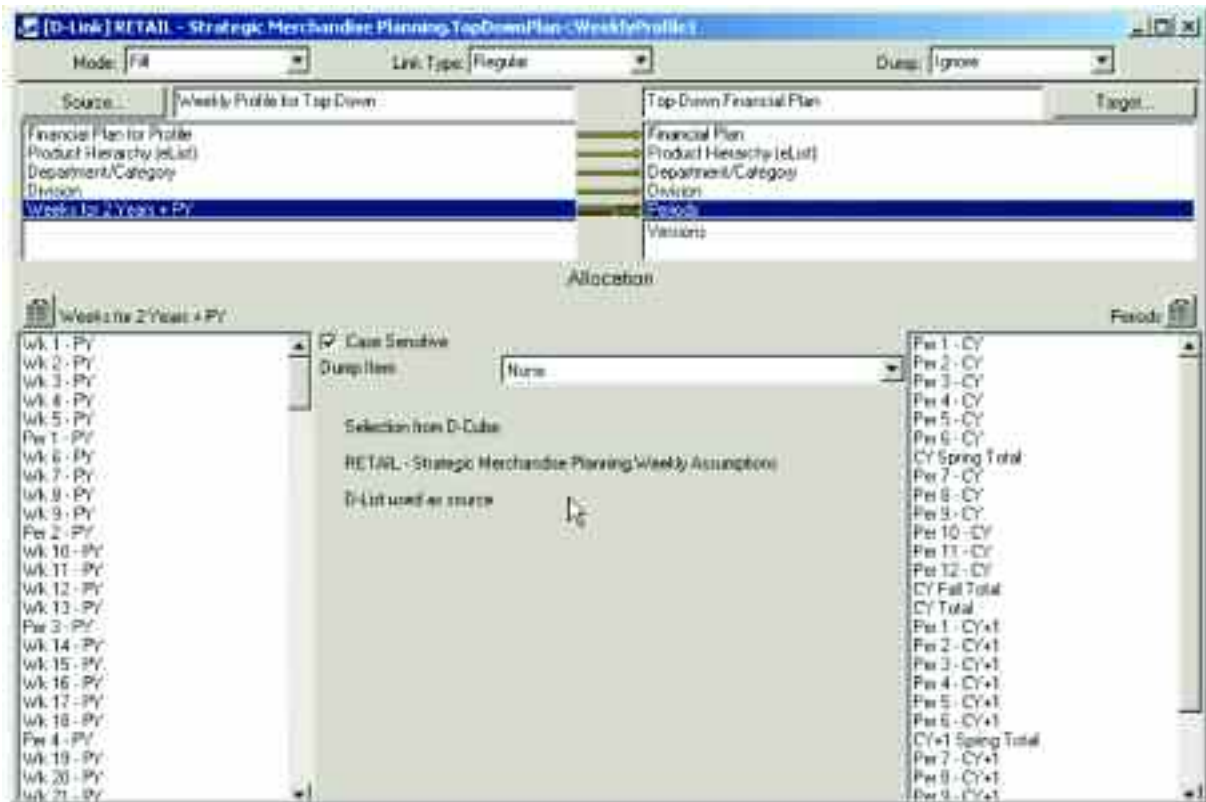 [D-Link] RETAIL - Strategic Merchandise Planning.TopDownPlan<WeeklyProfile1
Mode: Fill
Link Type: Regular
Dump: Ignore
Source...
Weekly Profile for Top Down
Top Down Financial Plan
Target...
Financial Plan for Profile
Product Hierarchy (eList)
Department/Category
Division
Weeks for 2 Years + PY
Financial Plan
Product Hierarchy (eList)
Department/Category
Division
Periods
Versions
Allocation
Weeks for 2 Years + PY
Periods
Wk 1 - PY
Wk 2 - PY
Wk 3 - PY
Wk 4 - PY
Wk 5 - PY
Per 1 - PY
Wk 6 - PY
Wk 7 - PY
Wk 8 - PY
Wk 9 - PY
Per 2 - PY
Wk 10 - PY
Wk 11 - PY
Wk 12 - PY
Wk 13 - PY
Per 3 - PY
Wk 14 - PY
Wk 15 - PY
Wk 16 - PY
Wk 17 - PY
Wk 18 - PY
Per 4 - PY
Wk 19 - PY
Wk 20 - PY
Wk 21 - PY
Case Sensitive
Dump Item
None
Selection from D-Cube
RETAIL - Strategic Merchandise Planning.Weekly Assumptions
D-List used as source
Per 1 - CY
Per 2 - CY
Per 3 - CY
Per 4 - CY
Per 5 - CY
Per 6 - CY
CY Spring Total
Per 7 - CY
Per 8 - CY
Per 9 - CY
Per 10 - CY
Per 11 - CY
Per 12 - CY
CY Fall Total
CY Total
Per 1 - CY+1
Per 2 - CY+1
Per 3 - CY+1
Per 4 - CY+1
Per 5 - CY+1
Per 6 - CY+1
CY+1 Spring Total
Per 7 - CY+1
Per 8 - CY+1
Per 9 - CY+1